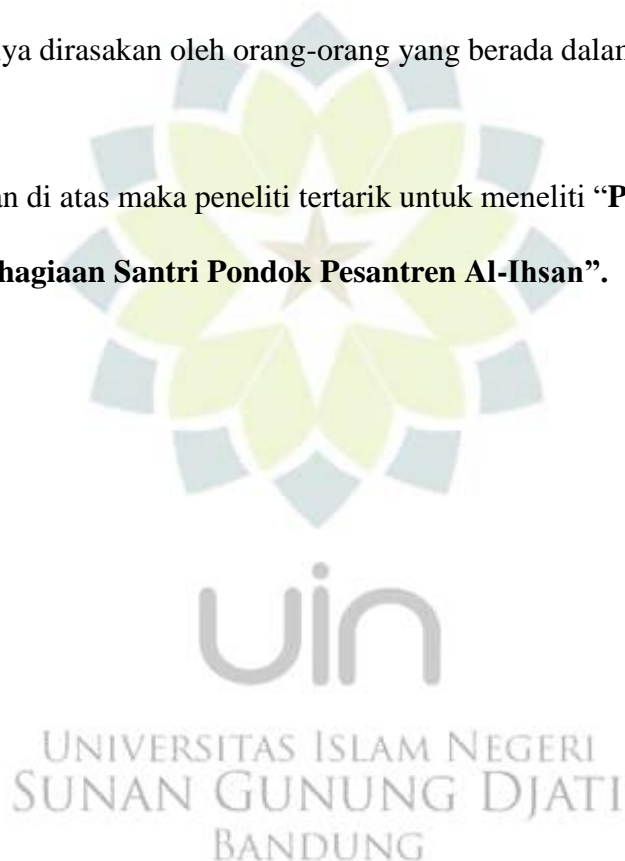 ya dirasakan oleh orang-orang yang berada dalam
an di atas maka peneliti tertarik untuk meneliti “P
hagiaan Santri Pondok Pesantren Al-Ihsan”.
uin
UNIVERSITAS ISLAM NEGERI
SUNAN GUNUNG DJATI
BANDUNG